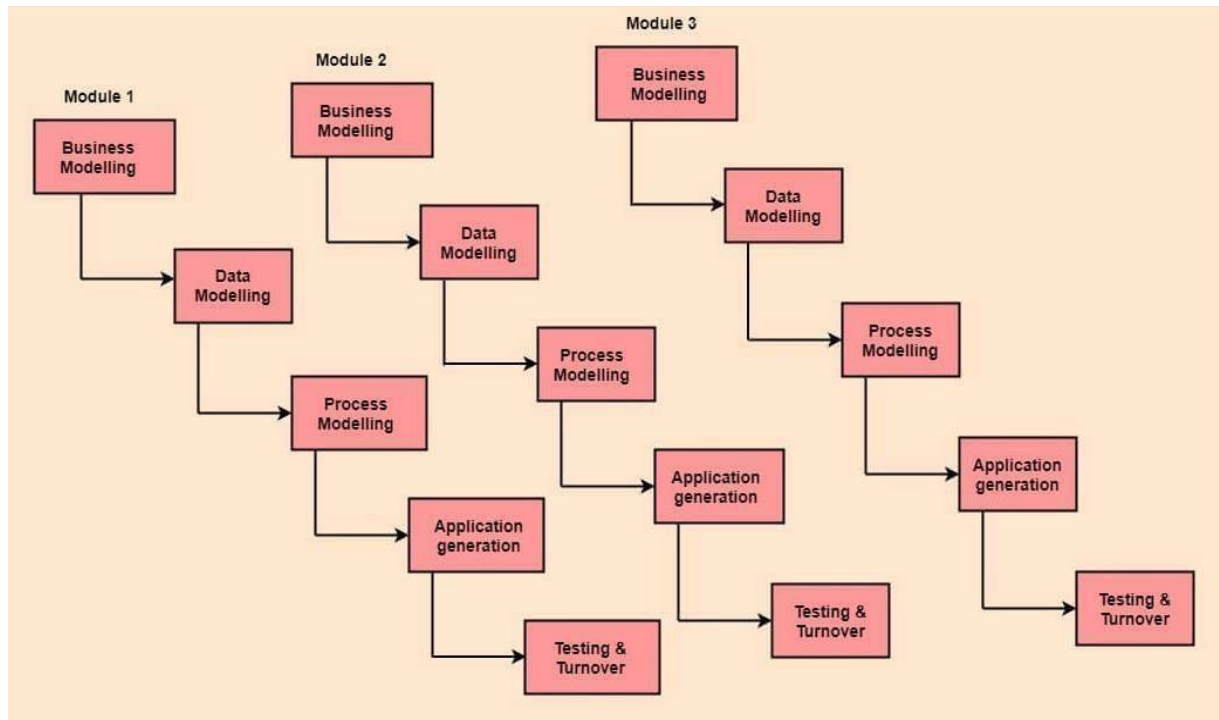 Module 1
Business
Modelling
Data
Modelling
Process
Modelling
Application
generation
Testing &
Turnover
Module 2
Business
Modelling
Data
Modelling
Process
Modelling
Application
generation
Testing &
Turnover
Module 3
Business
Modelling
Data
Modelling
Process
Modelling
Application
generation
Testing &
Turnover